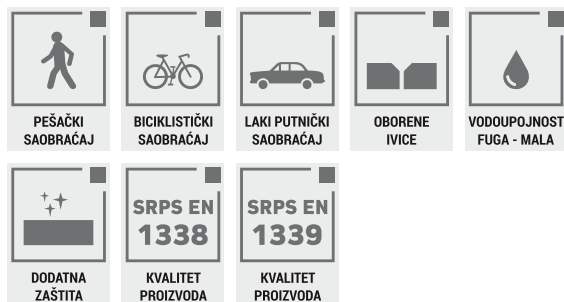 PEŠAČKI
SAOBRAĆAJ
BICIKLISTIČKI
SAOBRAĆAJ
LAKI PUTNIČKI
SAOBRAĆAJ
OBORENE
IVICE
VODOUPOJNOST
FUGA - MALA
DODATNA
ZAŠTITA
SRPS EN
1338
KVALITET
PROIZVODA
SRPS EN
1339
KVALITET
PROIZVODA